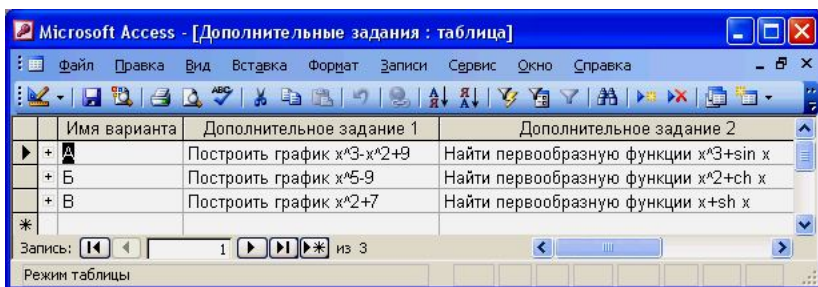 Microsoft Access - [Дополнительные задания : таблица]
Файл Правка Вид Вставка Формат Записи Сервис Окно Справка
Имя варианта Дополнительное задание 1 Дополнительное задание 2
+ А Построить график x^3-x^2+9 Найти первообразную функции x^3+sin x
+ Б Построить график x^5-9 Найти первообразную функции x^2+ch x
+ В Построить график x^2+7 Найти первообразную функции x+sh x
Запись: 1 из 3
Режим таблицы